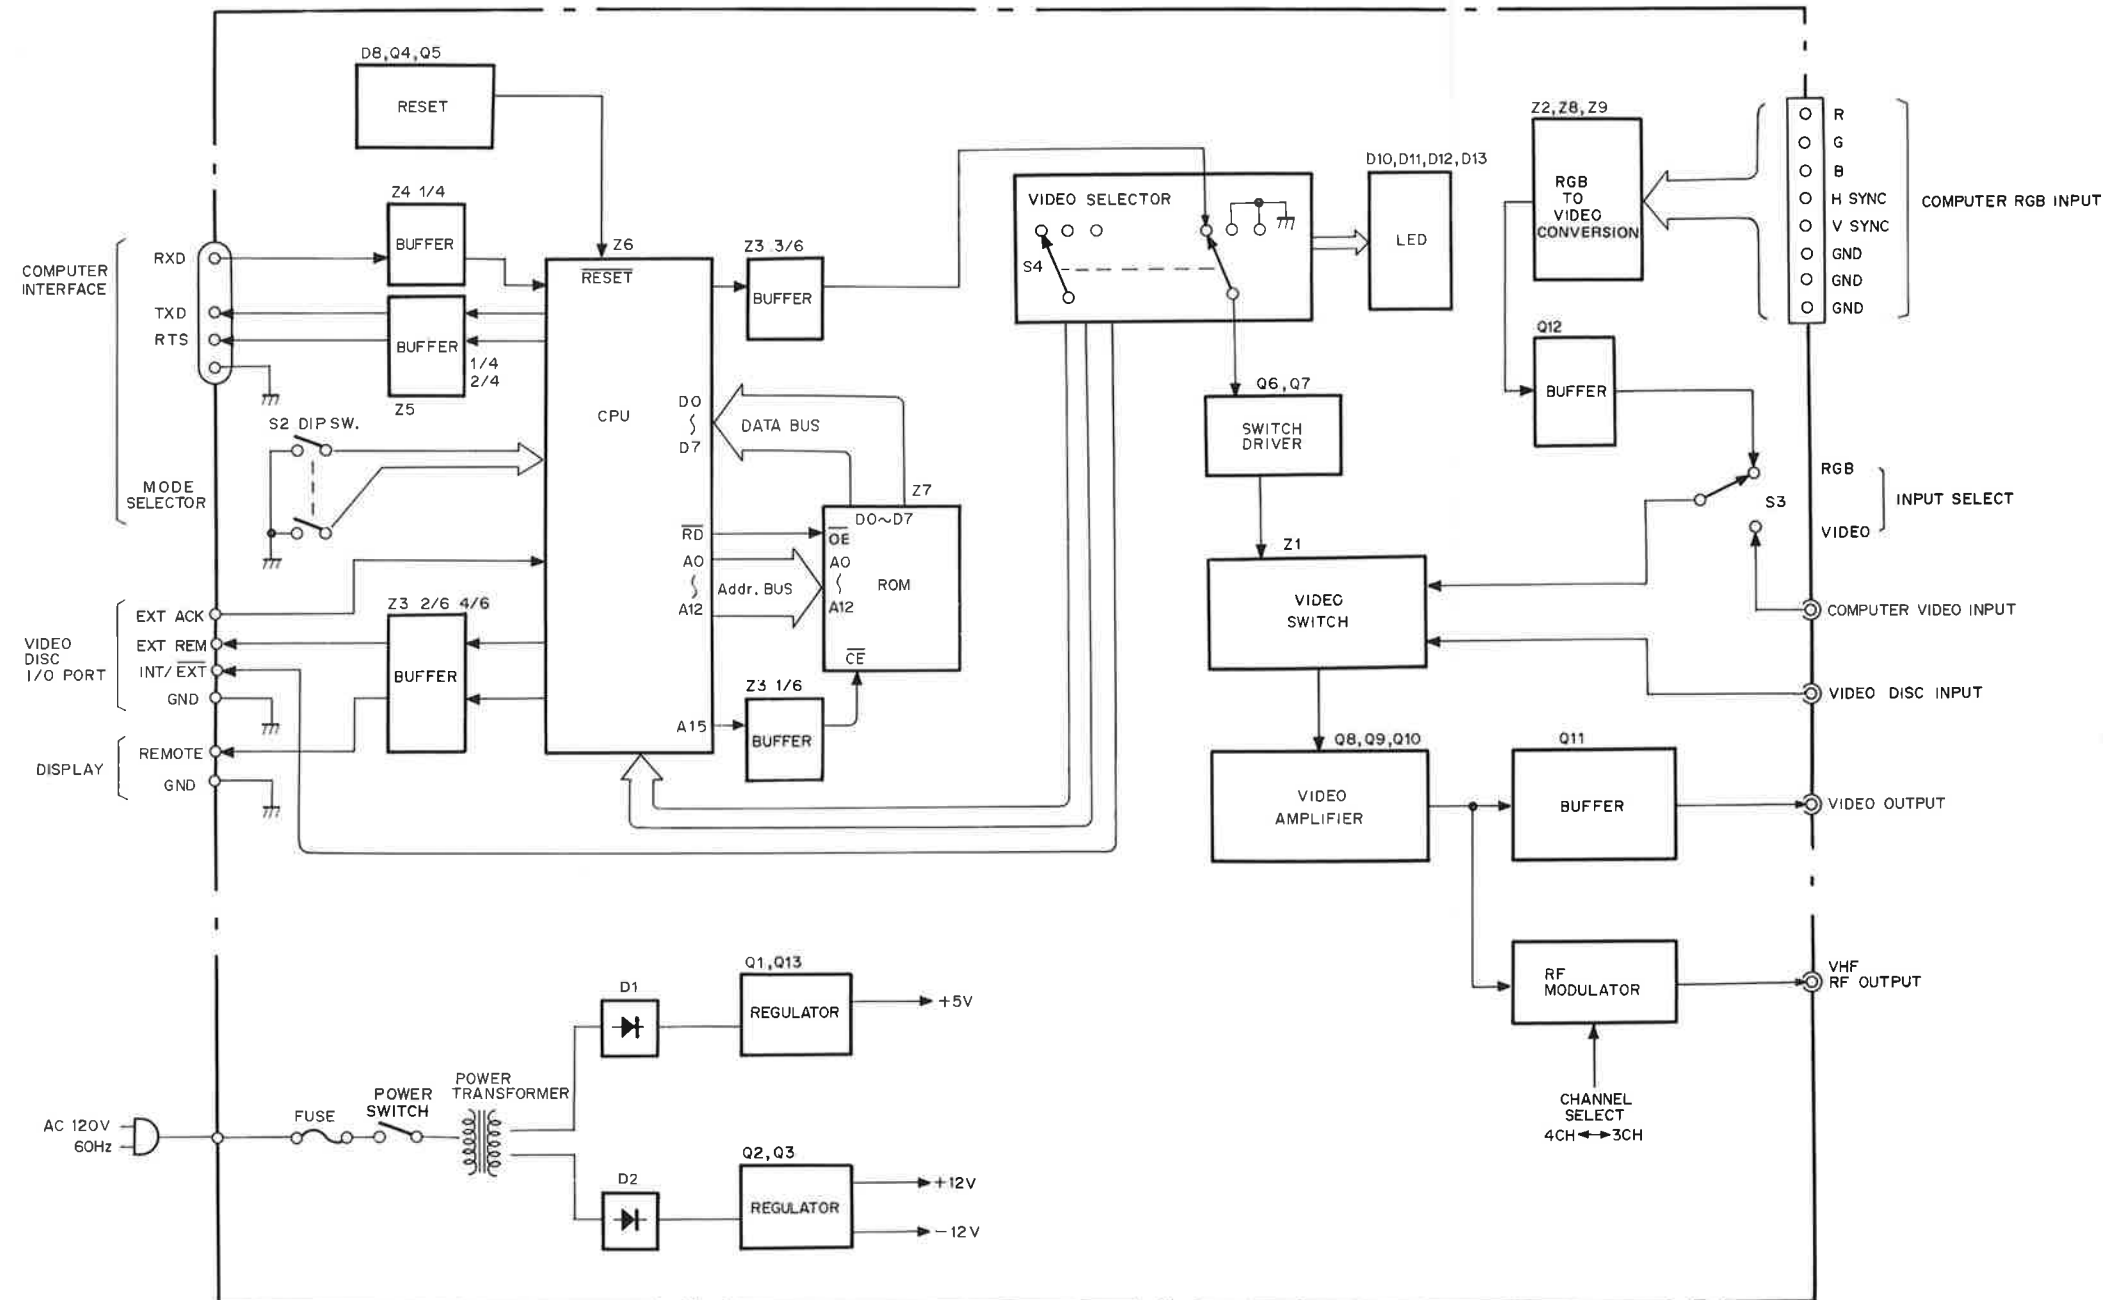 D8,Q4,Q5
RESET
Z4 1/4
BUFFER
COMPUTER
INTERFACE
RXD
TXD
RTS
BUFFER
1/4
2/4
Z5
S2 DIP SW.
MODE
SELECTOR
Z6
RESET
CPU
D0
D7
RD
A0
A12
A15
Z3 3/6
BUFFER
DATA BUS
Addr. BUS
Z7
D0~D7
OE
A0
A12
ROM
CE
Z3 1/6
BUFFER
VIDEO
DISC
I/O PORT
EXT ACK
EXT REM
INT/EXT
GND
Z3 2/6 4/6
BUFFER
DISPLAY
REMOTE
GND
VIDEO SELECTOR
S4
D10,D11,D12,D13
LED
Q6,Q7
SWITCH
DRIVER
Z1
VIDEO
SWITCH
Q8,Q9,Q10
VIDEO
AMPLIFIER
Q11
BUFFER
RF
MODULATOR
CHANNEL
SELECT
4CH 3CH
Z2,Z8,Z9
RGB
TO
VIDEO
CONVERSION
Q12
BUFFER
R
G
B
H SYNC
V SYNC
GND
GND
GND
COMPUTER RGB INPUT
RGB
S3
VIDEO
INPUT SELECT
COMPUTER VIDEO INPUT
VIDEO DISC INPUT
VIDEO OUTPUT
VHF
RF OUTPUT
AC 120V
60Hz
FUSE
POWER
SWITCH
POWER
TRANSFORMER
D1
Q1,Q13
REGULATOR
+5V
D2
Q2,Q3
REGULATOR
+12V
-12V